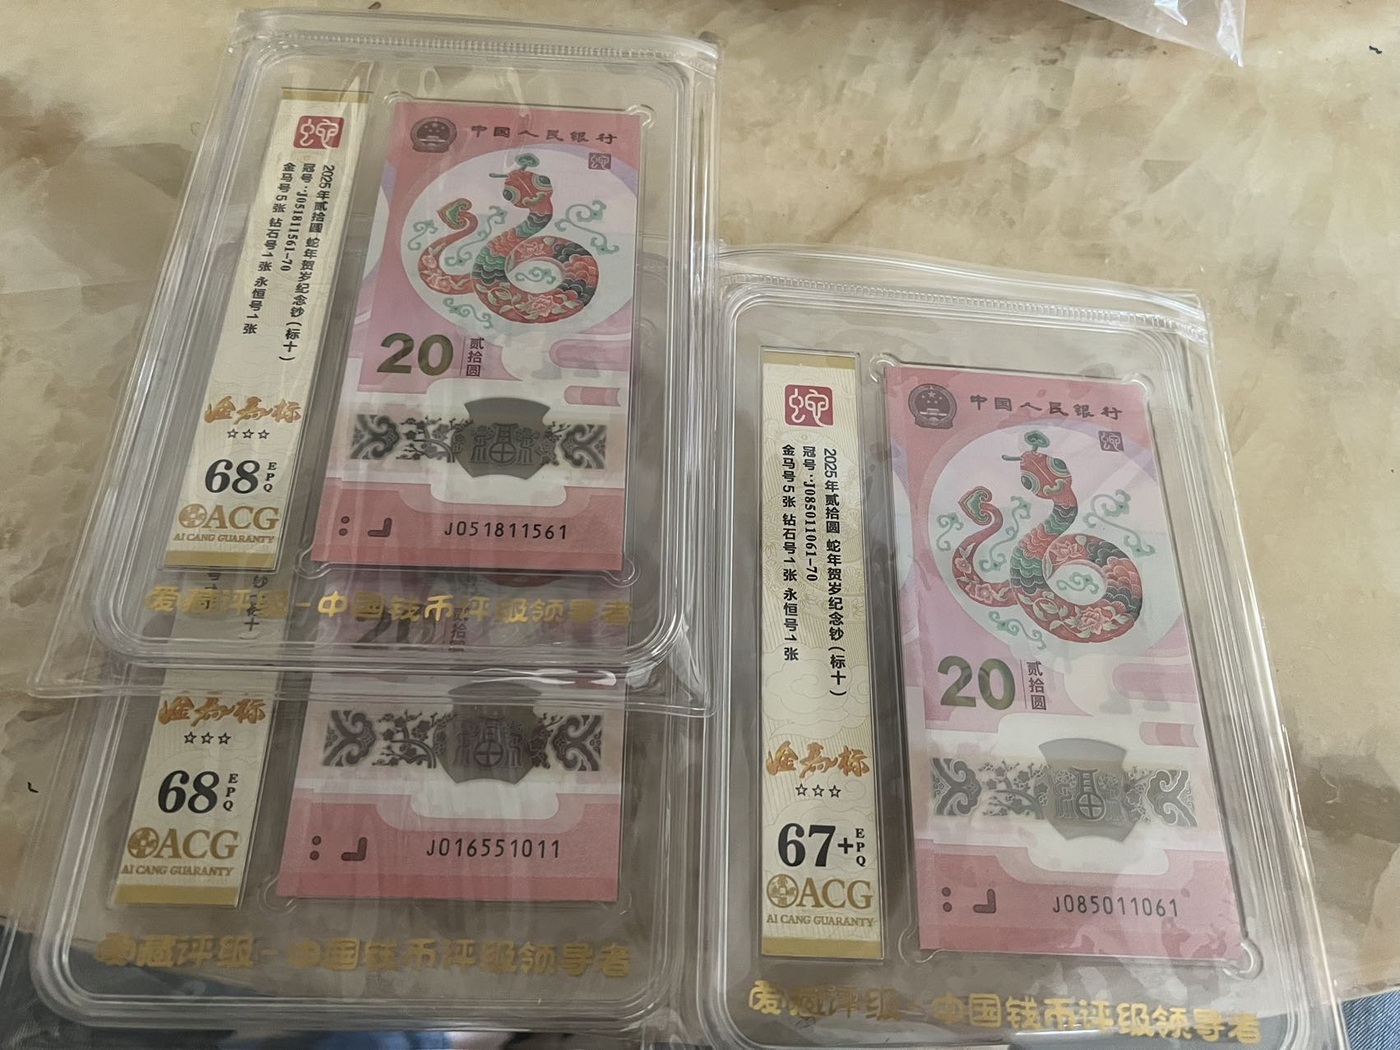 蛇
2025年贰拾圆 蛇年贺岁纪念钞(标十)
冠号:J051811561-70
金马号5张 钻石号1张 永恒号1张
金马标
☆☆☆
68 EPQ
ACG
AI CANG GUARANTY
中国人民银行
20 贰拾圆
福
J051811561
爱藏评级-中国钱币评级领导者
金马标
☆☆☆
68 EPQ
ACG
AI CANG GUARANTY
福
J016551011
爱藏评级-中国钱币评级领导者
蛇
2025年贰拾圆 蛇年贺岁纪念钞(标十)
冠号:J085011061-70
金马号5张 钻石号1张 永恒号1张
金马标
☆☆☆
67+ EPQ
ACG
AI CANG GUARANTY
中国人民银行
20 贰拾圆
福
J085011061
爱藏评级-中国钱币评级领导者